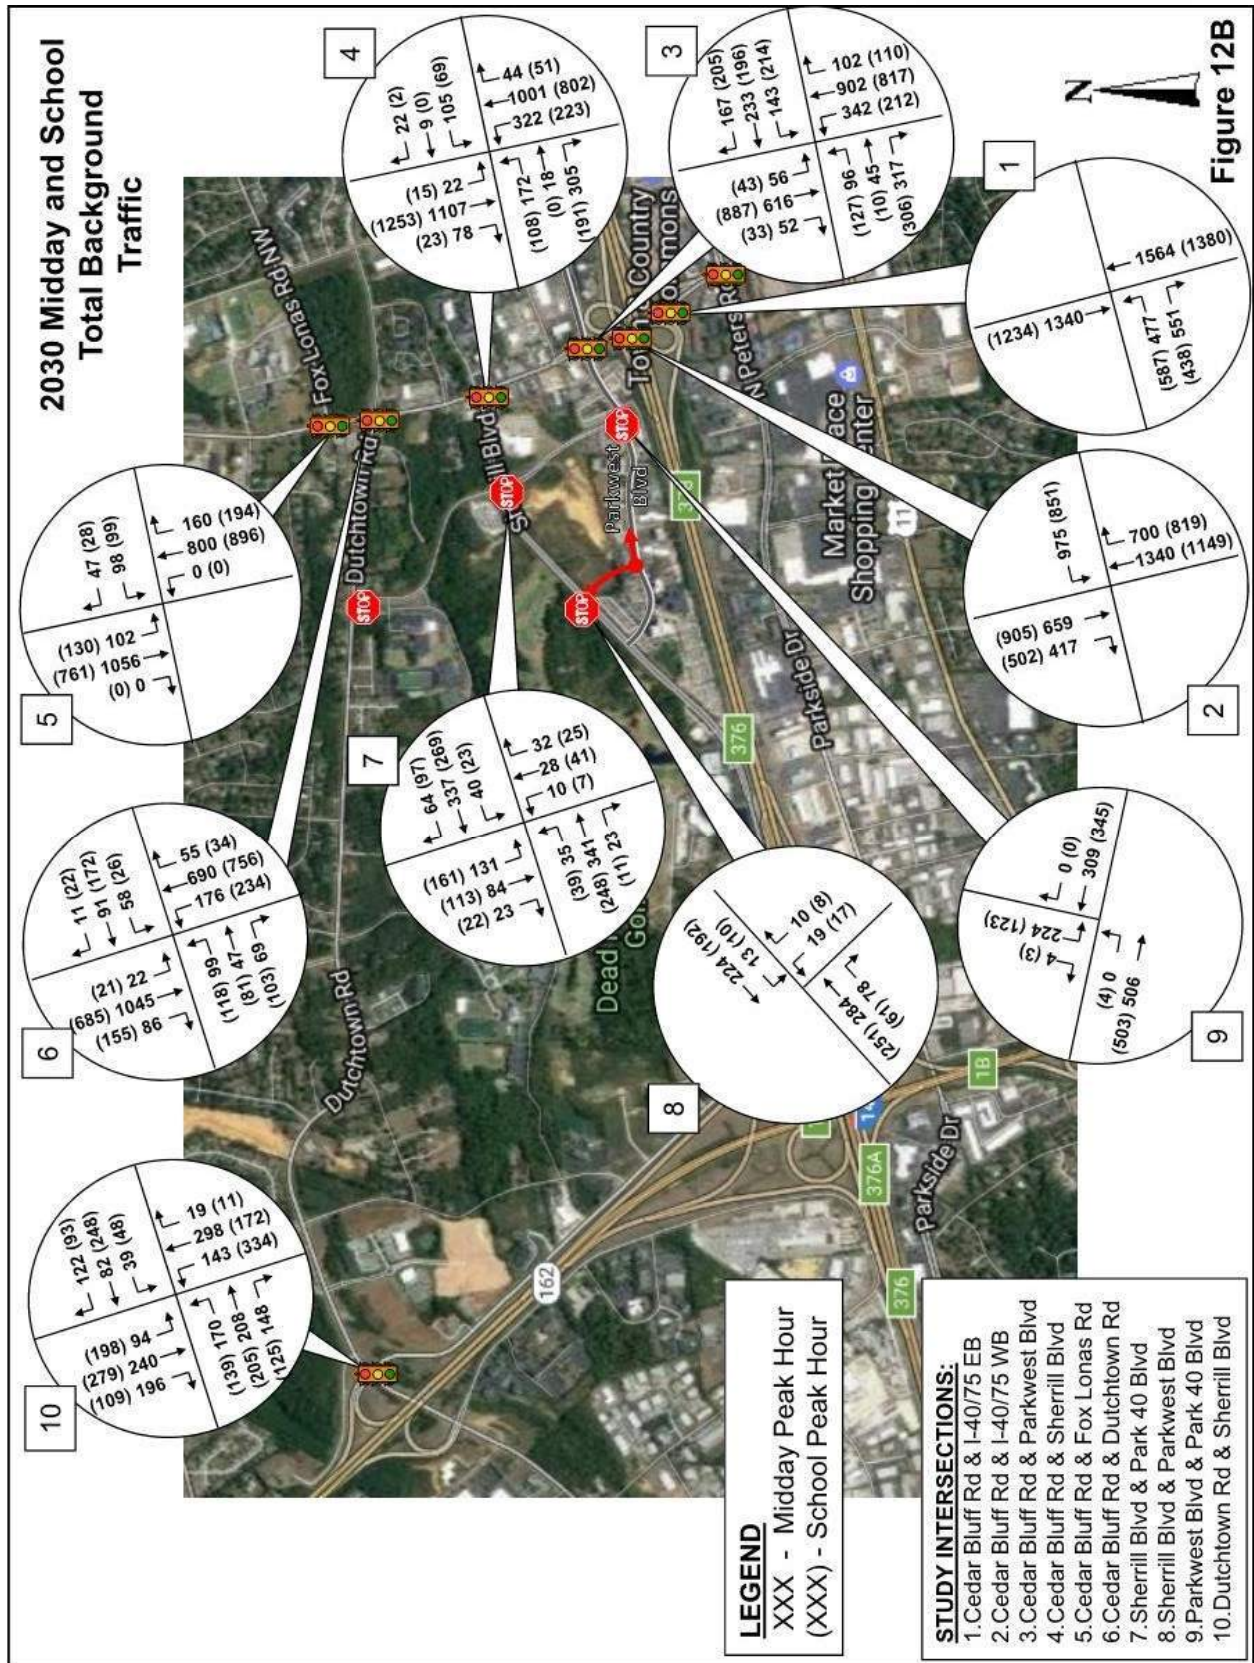 2030 Midday and School
Total Background
Traffic
4
22 (2)
9 (0)
105 (69)
(15) 22
(1253) 1107
(23) 78
44 (51)
1001 (802)
322 (223)
(108) 172
(0) 18
(191) 305
3
167 (205)
233 (196)
143 (214)
(43) 56
(887) 616
(33) 52
102 (110)
902 (817)
342 (212)
(127) 96
(10) 45
(306) 317
N
1
(1234) 1340
1564 (1380)
(587) 477
(438) 551
Figure 12B
5
47 (28)
98 (99)
(130) 102
(761) 1056
(0) 0
160 (194)
800 (896)
0 (0)
6
11 (22)
91 (172)
58 (26)
(21) 22
(685) 1045
(155) 86
55 (34)
690 (756)
176 (234)
(118) 99
(81) 47
(103) 69
7
64 (97)
337 (269)
40 (23)
(161) 131
(113) 84
(22) 23
32 (25)
28 (41)
10 (7)
(39) 35
(248) 341
(11) 23
2
975 (851)
(905) 659
(502) 417
700 (819)
1340 (1149)
8
224 (192)
13 (10)
10 (8)
19 (17)
(251) 284
(61) 78
9
0 (0)
309 (345)
224 (123)
4 (3)
(4) 0
(503) 506
10
122 (93)
82 (248)
39 (48)
(198) 94
(279) 240
(109) 196
19 (11)
298 (172)
143 (334)
(139) 170
(205) 208
(125) 148
Fox Lonas Rd NW
Dutchtown Rd
Dutchtown Rd
ill Blvd
STOP
STOP
STOP
STOP
Parkwest
Blvd
Country
mons
N Peters R
Market
ace
Shopping
enter
11
376
Parkside Dr
Dead
Go
1B
376A
Parkside Dr
376
162
LEGEND
XXX - Midday Peak Hour
(XXX) - School Peak Hour
STUDY INTERSECTIONS:
1.Cedar Bluff Rd & I-40/75 EB
2.Cedar Bluff Rd & I-40/75 WB
3.Cedar Bluff Rd & Parkwest Blvd
4.Cedar Bluff Rd & Sherrill Blvd
5.Cedar Bluff Rd & Fox Lonas Rd
6.Cedar Bluff Rd & Dutchtown Rd
7.Sherrill Blvd & Park 40 Blvd
8.Sherrill Blvd & Parkwest Blvd
9.Parkwest Blvd & Park 40 Blvd
10.Dutchtown Rd & Sherrill Blvd